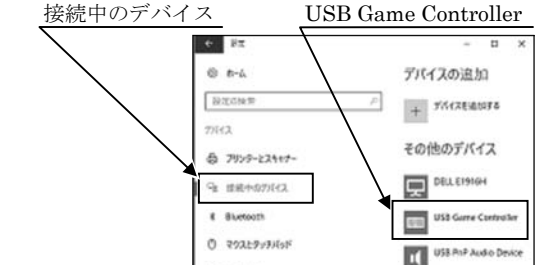 接続中のデバイス
USB Game Controller
設定
ホーム
設定の検索
デバイス
プリンターとスキャナー
接続中のデバイス
Bluetooth
マウスとタッチパッド
デバイスの追加
デバイスを追加する
その他のデバイス
DELL E1916H
USB Game Controller
USB PnP Audio Device